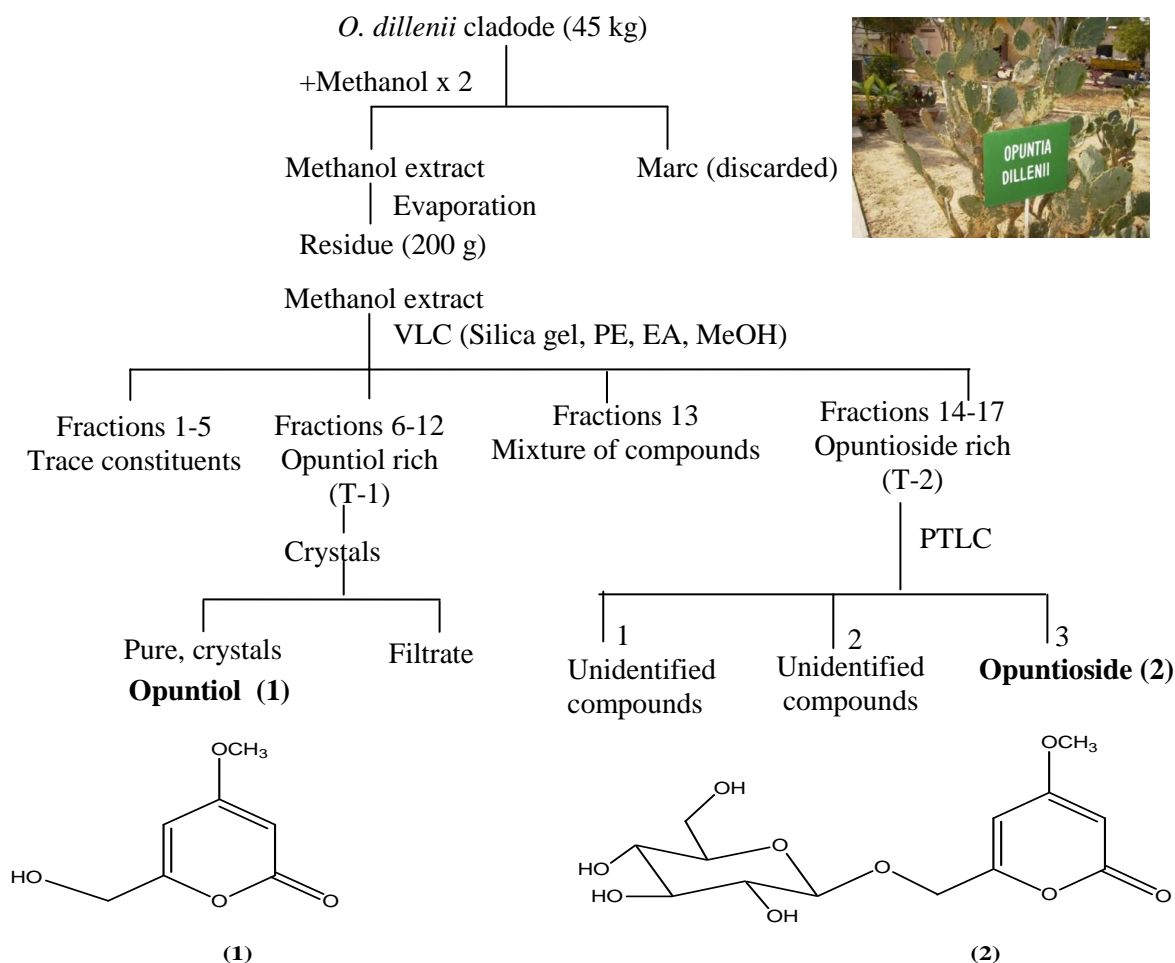 O. dillenii cladode (45 kg)
+Methanol x 2
Methanol extract
Marc (discarded)
Evaporation
Residue (200 g)
OPUNTIA
DILLENII
Methanol extract
VLC (Silica gel, PE, EA, MeOH)
Fractions 1-5
Trace constituents
Fractions 6-12
Opuntiol rich
(T-1)
Fractions 13
Mixture of compounds
Fractions 14-17
Opuntioside rich
(T-2)
Crystals
PTLC
Pure, crystals
Opuntiol (1)
Filtrate
1
Unidentified
compounds
2
Unidentified
compounds
3
Opuntioside (2)
OCH₃
HO
O
O
(1)
OCH₃
OH
O
HO
HO
HO
OH
O
O
O
(2)